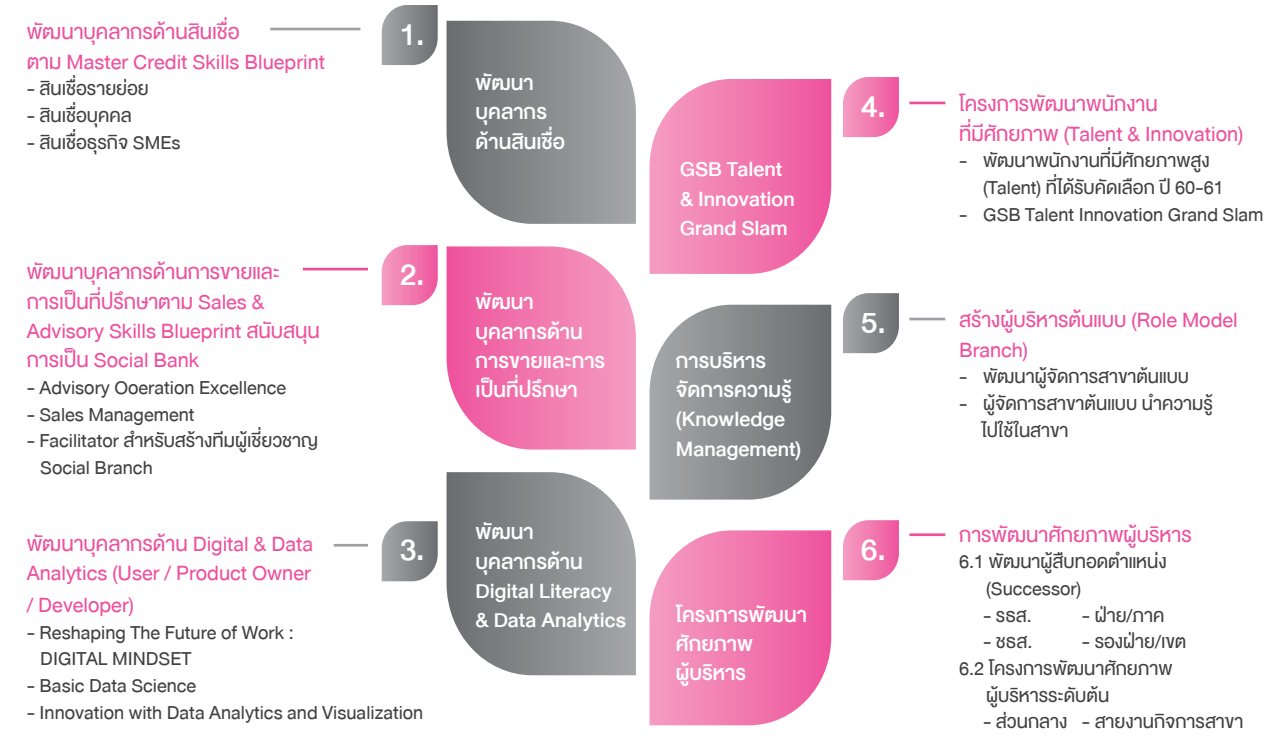 พัฒนาบุคลากรด้านสินเชื่อ
ตาม Master Credit Skills Blueprint
- สินเชื่อรายย่อย
- สินเชื่อบุคคล
- สินเชื่อธุรกิจ SMEs
1.
พัฒนา
บุคลากร
ด้านสินเชื่อ
พัฒนาบุคลากรด้านการขายและ
การเป็นที่ปรึกษาตาม Sales &
Advisory Skills Blueprint สนับสนุน
การเป็น Social Bank
- Advisory Ooeration Excellence
- Sales Management
- Facilitator สำหรับสร้างทีมผู้เชี่ยวชาญ
Social Branch
2.
พัฒนา
บุคลากรด้าน
การขายและการ
เป็นที่ปรึกษา
พัฒนาบุคลากรด้าน Digital & Data
Analytics (User / Product Owner
/ Developer)
- Reshaping The Future of Work :
DIGITAL MINDSET
- Basic Data Science
- Innovation with Data Analytics and Visualization
3.
พัฒนา
บุคลากรด้าน
Digital Literacy
& Data Analytics
GSB Talent
& Innovation
Grand Slam
4.
โครงการพัฒนาพนักงาน
ที่มีศักยภาพ (Talent & Innovation)
- พัฒนาพนักงานที่มีศักยภาพสูง
(Talent) ที่ได้รับคัดเลือก ปี 60-61
- GSB Talent Innovation Grand Slam
การบริหาร
จัดการความรู้
(Knowledge
Management)
5.
สร้างผู้บริหารต้นแบบ (Role Model
Branch)
- พัฒนาผู้จัดการสาขาต้นแบบ
- ผู้จัดการสาขาต้นแบบ นำความรู้
ไปใช้ในสาขา
โครงการพัฒนา
ศักยภาพ
ผู้บริหาร
6.
การพัฒนาศักยภาพผู้บริหาร
6.1 พัฒนาผู้สืบทอดตำแหน่ง
(Successor)
- รธส. - ฝ่าย/ภาค
- ชธส. - รองฝ่าย/เขต
6.2 โครงการพัฒนาศักยภาพ
ผู้บริหารระดับต้น
- ส่วนกลาง - สายงานกิจการสาขา